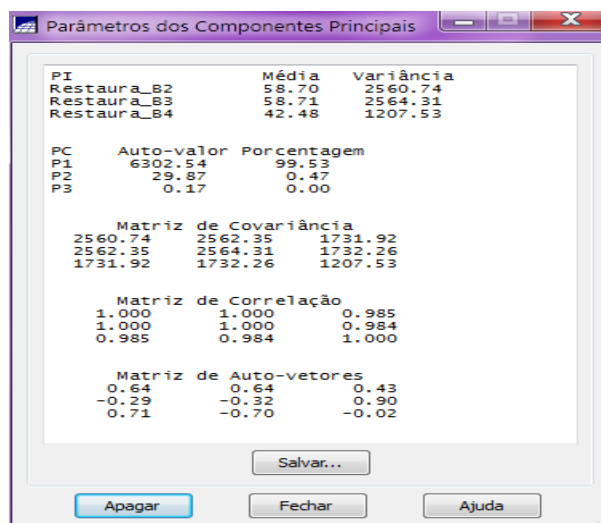 Parâmetros dos Componentes Principais
PI Média Variância
Restaura_B2 58.70 2560.74
Restaura_B3 58.71 2564.31
Restaura_B4 42.48 1207.53
PC Auto-valor Porcentagem
P1 6302.54 99.53
P2 29.87 0.47
P3 0.17 0.00
Matriz de Covariância
2560.74 2562.35 1731.92
2562.35 2564.31 1732.26
1731.92 1732.26 1207.53
Matriz de Correlação
1.000 1.000 0.985
1.000 1.000 0.984
0.985 0.984 1.000
Matriz de Auto-vetores
0.64 0.64 0.43
-0.29 -0.32 0.90
0.71 -0.70 -0.02
Salvar...
Apagar Fechar Ajuda